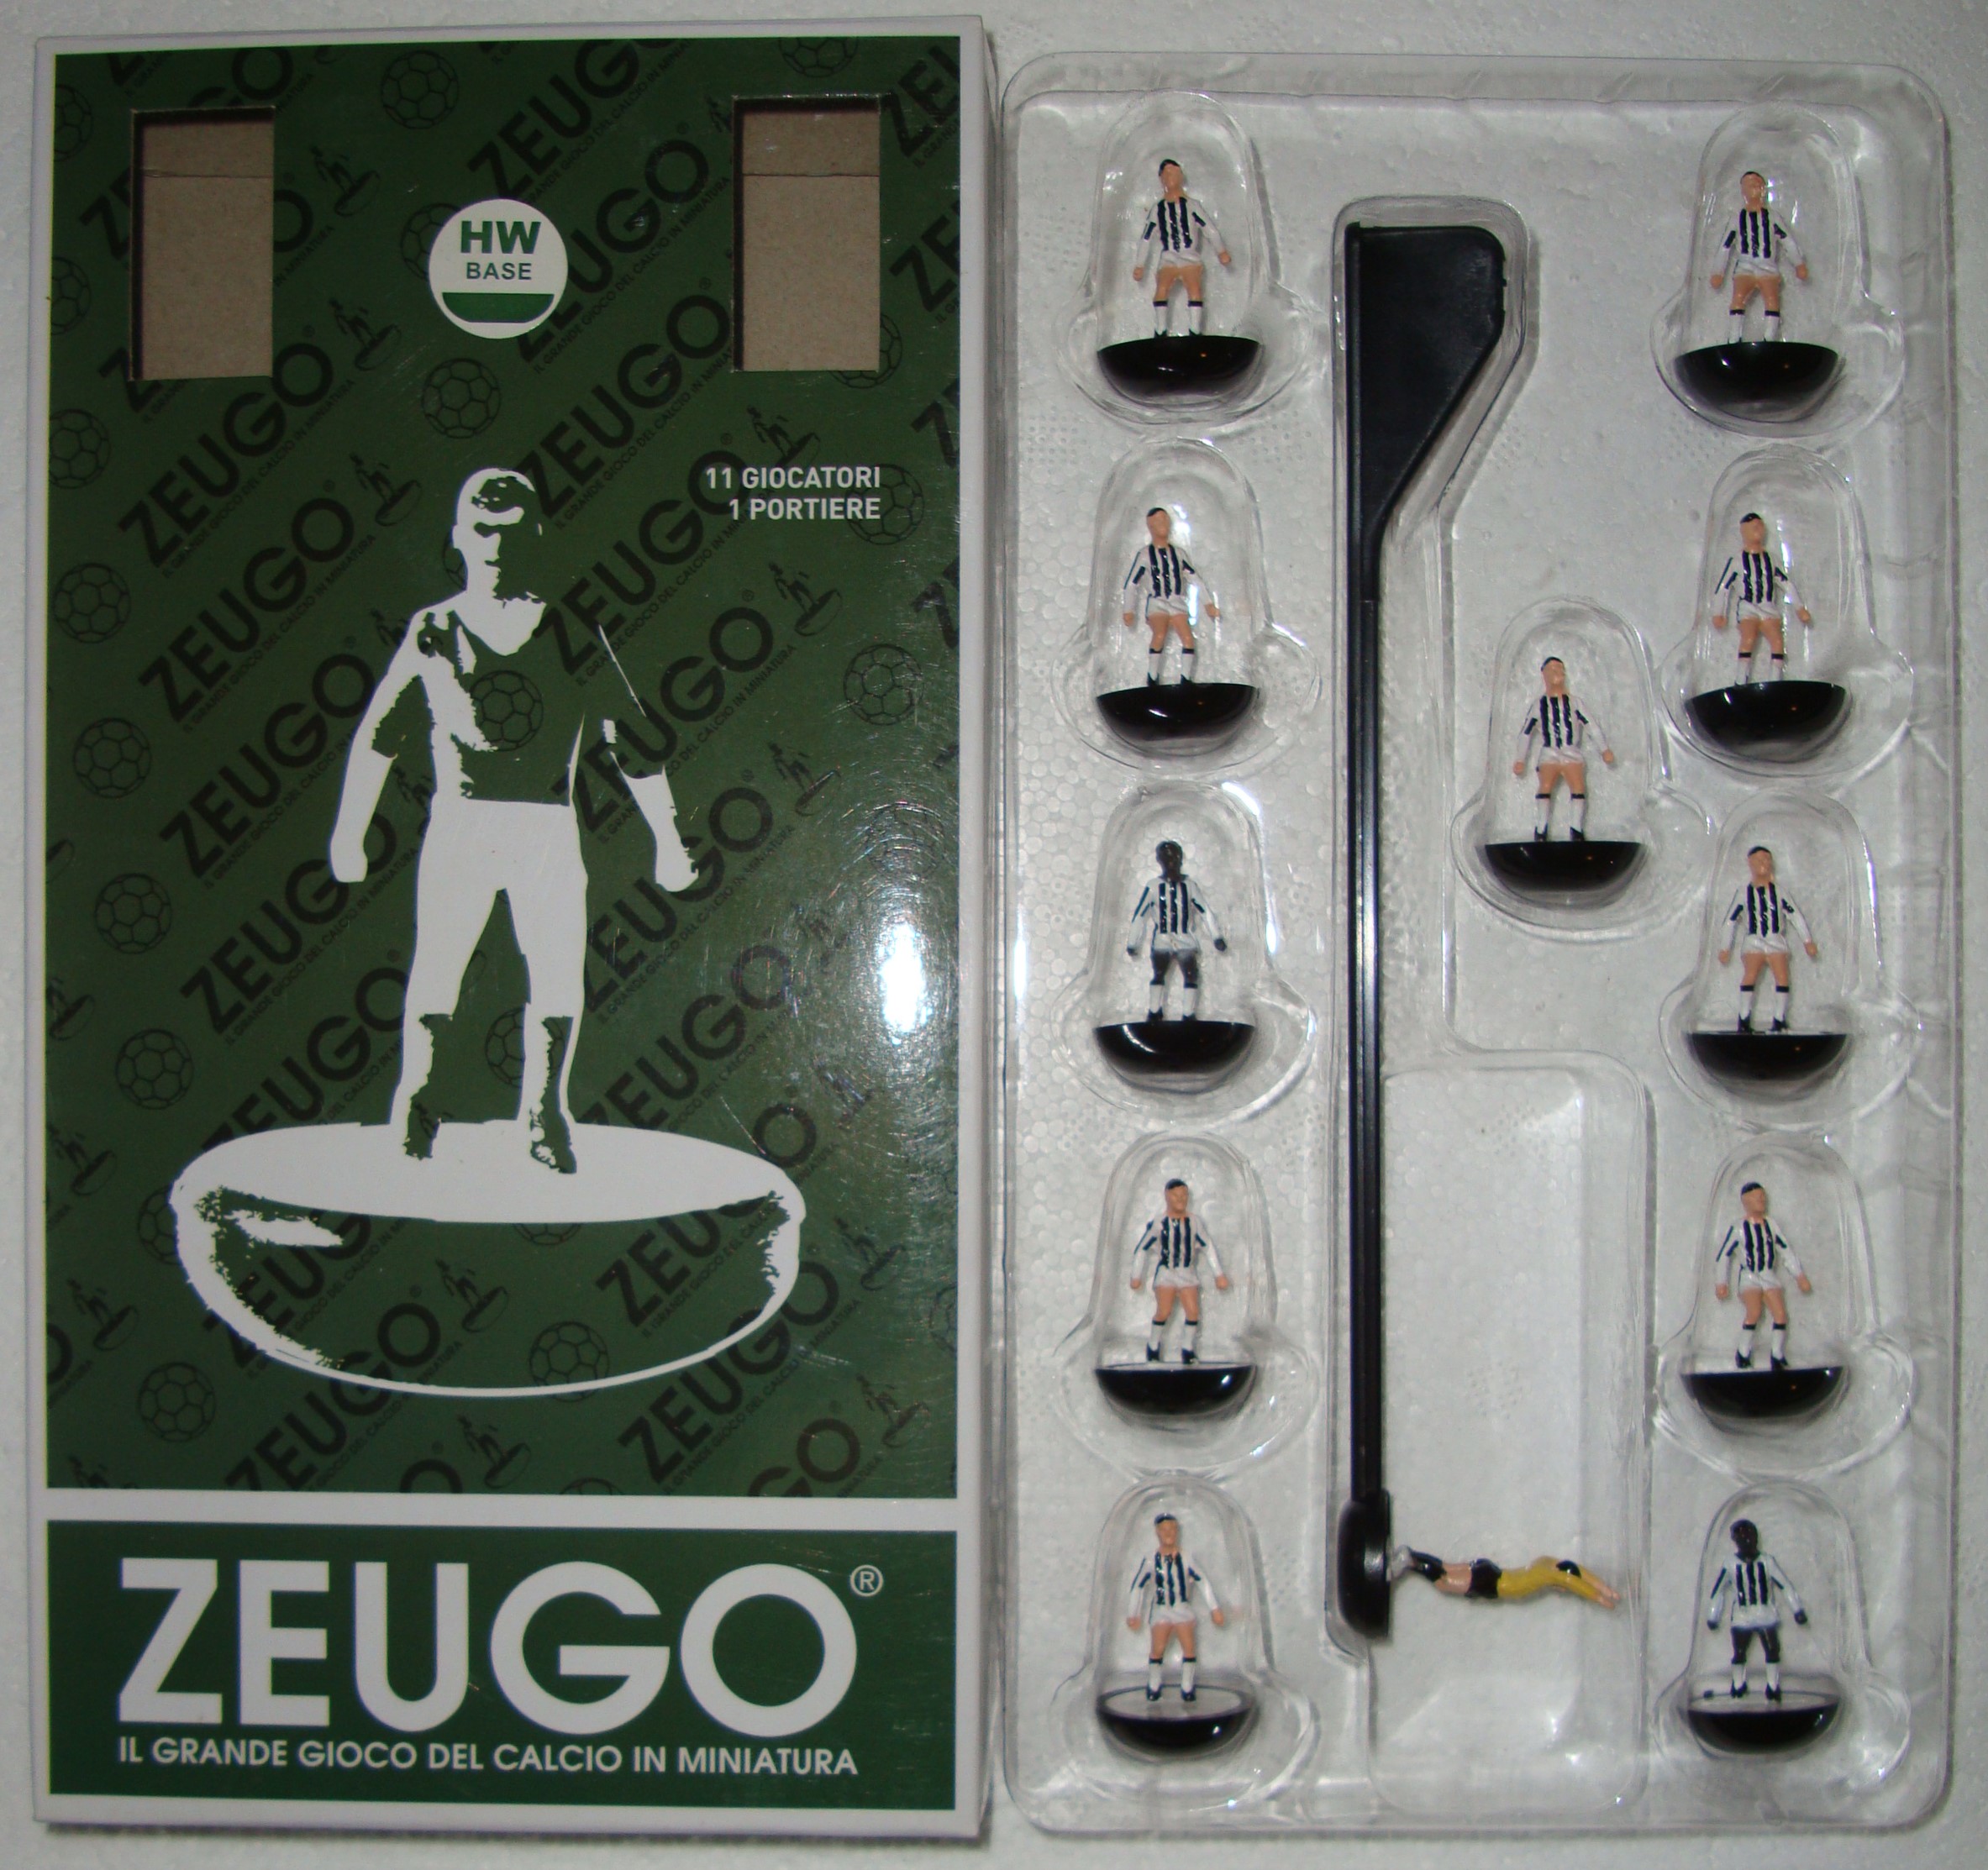 HW
BASE
11 GIOCATORI
1 PORTIERE
ZEUGO®
IL GRANDE GIOCO DEL CALCIO IN MINIATURA